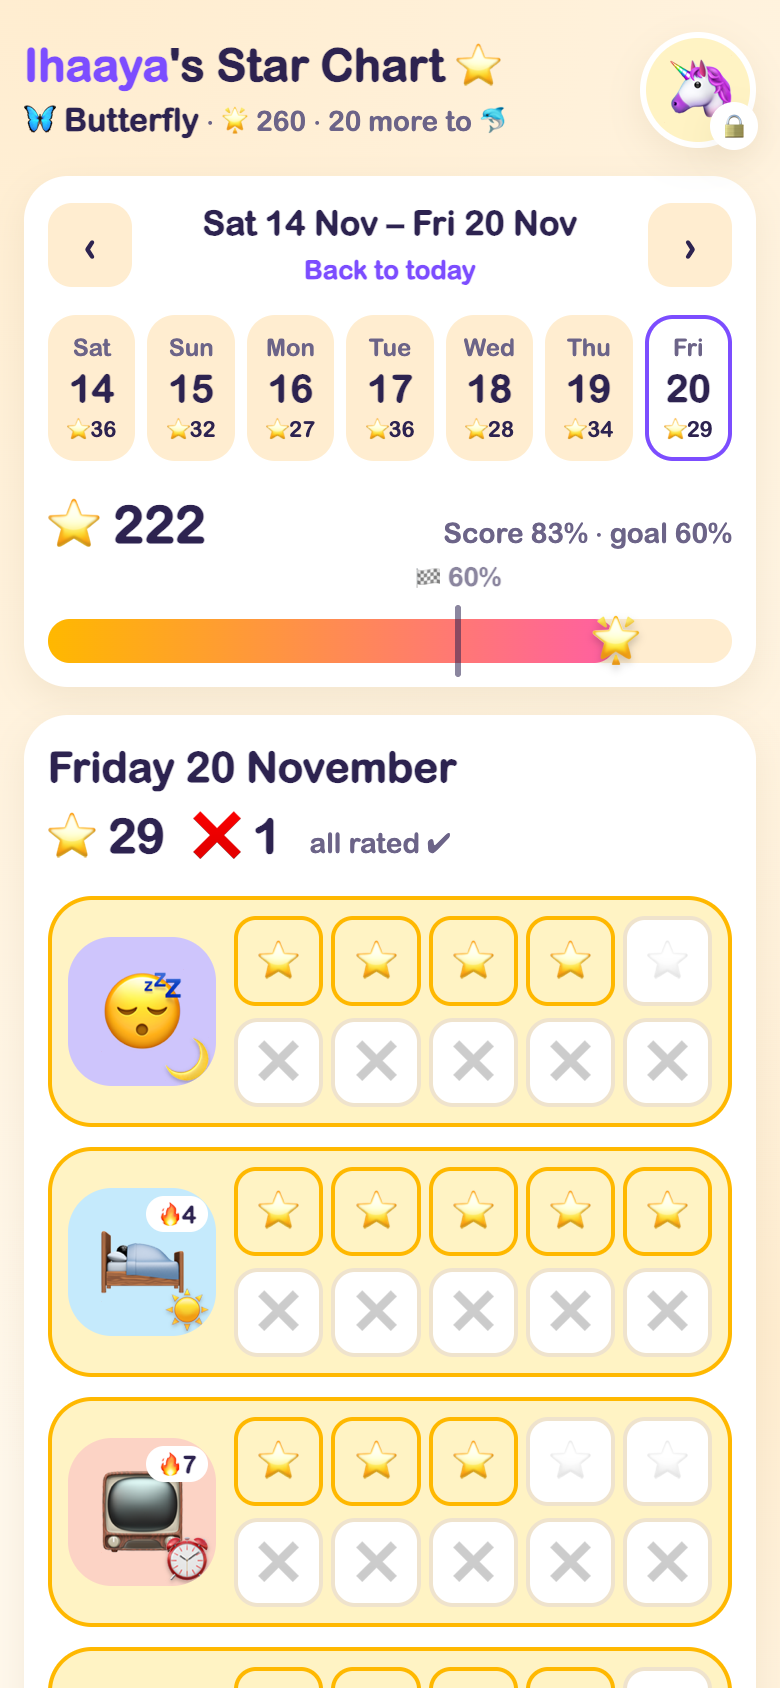 Ihaaya's Star Chart ⭐
🦋 Butterfly · 🌟 260 · 20 more to 🐬
‹ Sat 14 Nov – Fri 20 Nov ›
Back to today
Sat Sun Mon Tue Wed Thu Fri
14 15 16 17 18 19 20
⭐36 ⭐32 ⭐27 ⭐36 ⭐28 ⭐34 ⭐29
⭐ 222 Score 83% · goal 60%
🏁 60%
Friday 20 November
⭐ 29 ❌ 1 all rated ✔
🔥4
🔥7